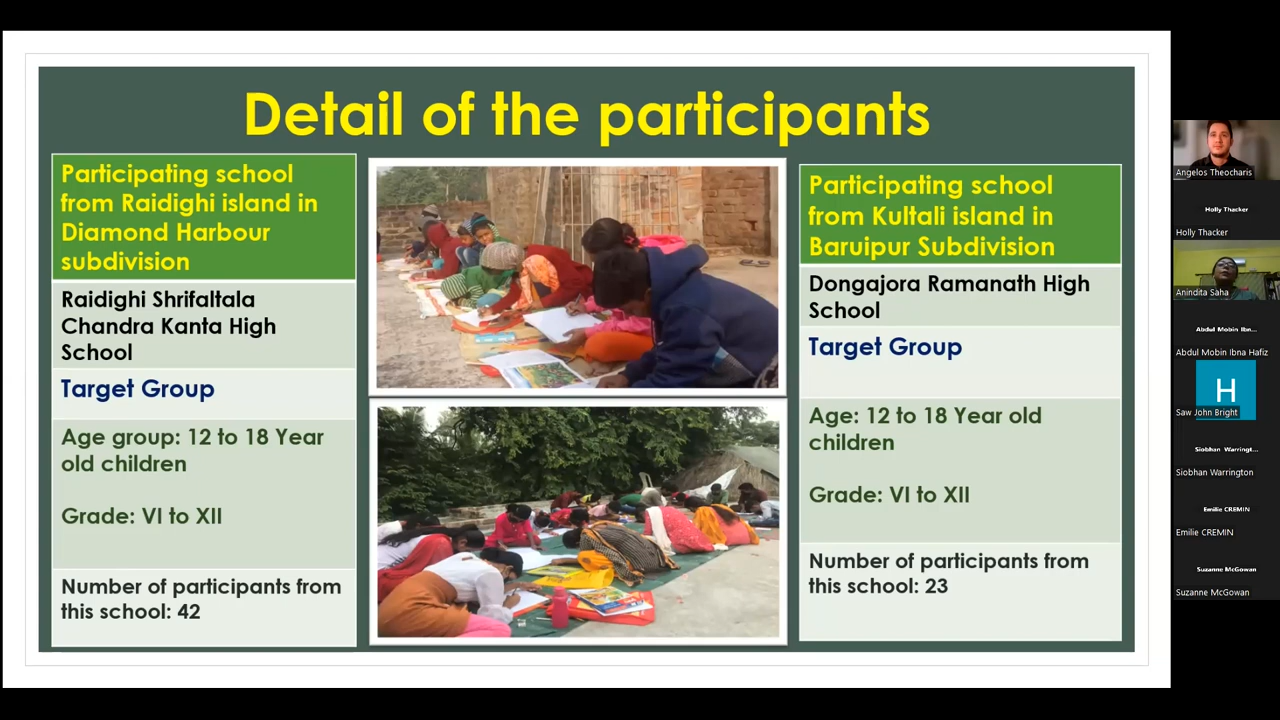 Detail of the participants
Participating school
from Raidighi island in
Diamond Harbour
subdivision
Raidighi Shrifaltala
Chandra Kanta High
School
Target Group
Age group: 12 to 18 Year
old children
Grade: VI to XII
Number of participants from
this school: 42
Participating school
from Kultali island in
Baruipur Subdivision
Dongajora Ramanath High
School
Target Group
Age: 12 to 18 Year old
children
Grade: VI to XII
Number of participants from
this school: 23
Angelos Theocharis
Holly Thacker
Holly Thacker
Anindita Saha
Abdul Mobin Ibn...
Abdul Mobin Ibna Hafiz
H
Saw John Bright
Siobhan Warringt...
Siobhan Warrington
Emilie CREMIN
Emilie CREMIN
Suzanne McGowan
Suzanne McGowan